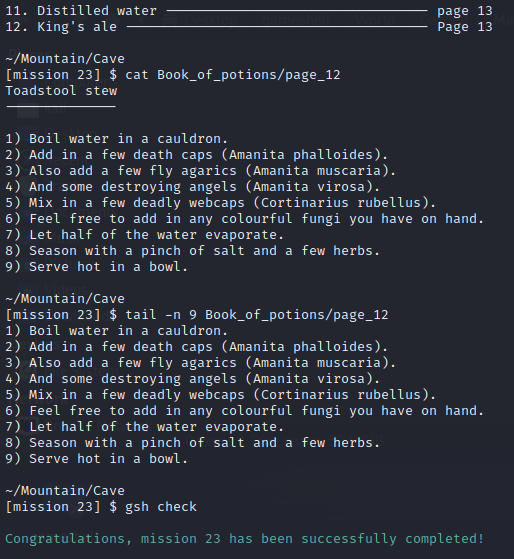 11. Distilled water ──────────────────────────────── page 13
12. King's ale ───────────────────────────────────── Page 13
~/Mountain/Cave
[mission 23] $ cat Book_of_potions/page_12
Toadstool stew
──────────────
1) Boil water in a cauldron.
2) Add in a few death caps (Amanita phalloides).
3) Also add a few fly agarics (Amanita muscaria).
4) And some destroying angels (Amanita virosa).
5) Mix in a few deadly webcaps (Cortinarius rubellus).
6) Feel free to add in any colourful fungi you have on hand.
7) Let half of the water evaporate.
8) Season with a pinch of salt and a few herbs.
9) Serve hot in a bowl.
~/Mountain/Cave
[mission 23] $ tail -n 9 Book_of_potions/page_12
1) Boil water in a cauldron.
2) Add in a few death caps (Amanita phalloides).
3) Also add a few fly agarics (Amanita muscaria).
4) And some destroying angels (Amanita virosa).
5) Mix in a few deadly webcaps (Cortinarius rubellus).
6) Feel free to add in any colourful fungi you have on hand.
7) Let half of the water evaporate.
8) Season with a pinch of salt and a few herbs.
9) Serve hot in a bowl.
~/Mountain/Cave
[mission 23] $ gsh check
Congratulations, mission 23 has been successfully completed!